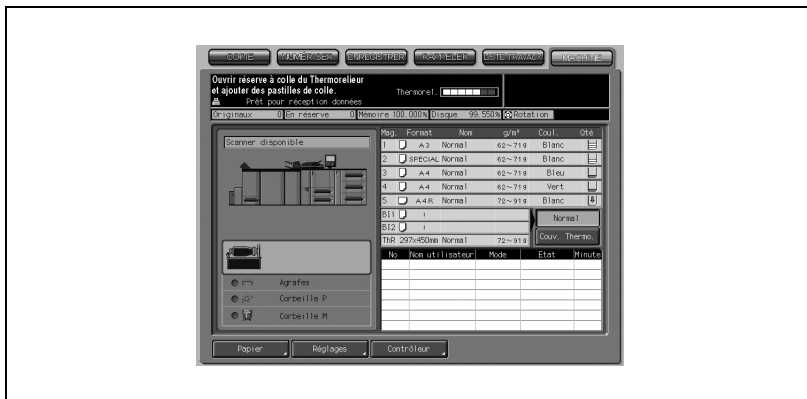 COPIE NUMÉRISER ENREGISTRER RAPPELER LISTE TRAVAUX MACHINE
Ouvrir réserve à colle du Thermorelieur
et ajouter des pastilles de colle.
Thermorel.
Prêt pour réception données
Originaux 0 En réserve 0 Mémoire 100.000% Disque 99.550% Rotation
Scanner disponible
Mag. Format Nom g/m² Coul. Qté
1 A3 Normal 62~71g Blanc
2 SPECIAL Normal 62~71g Blanc
3 A4 Normal 62~71g Bleu
4 A4 Normal 62~71g Vert
5 A4R Normal 72~91g Blanc
BI1
BI2
Normal
ThR 297x450mm Normal 72~91g
Couv. Thermo.
No Nom utilisateur Mode Etat Minute
Agrafes
Corbeille P
Corbeille M
Papier Réglages Contrôleur